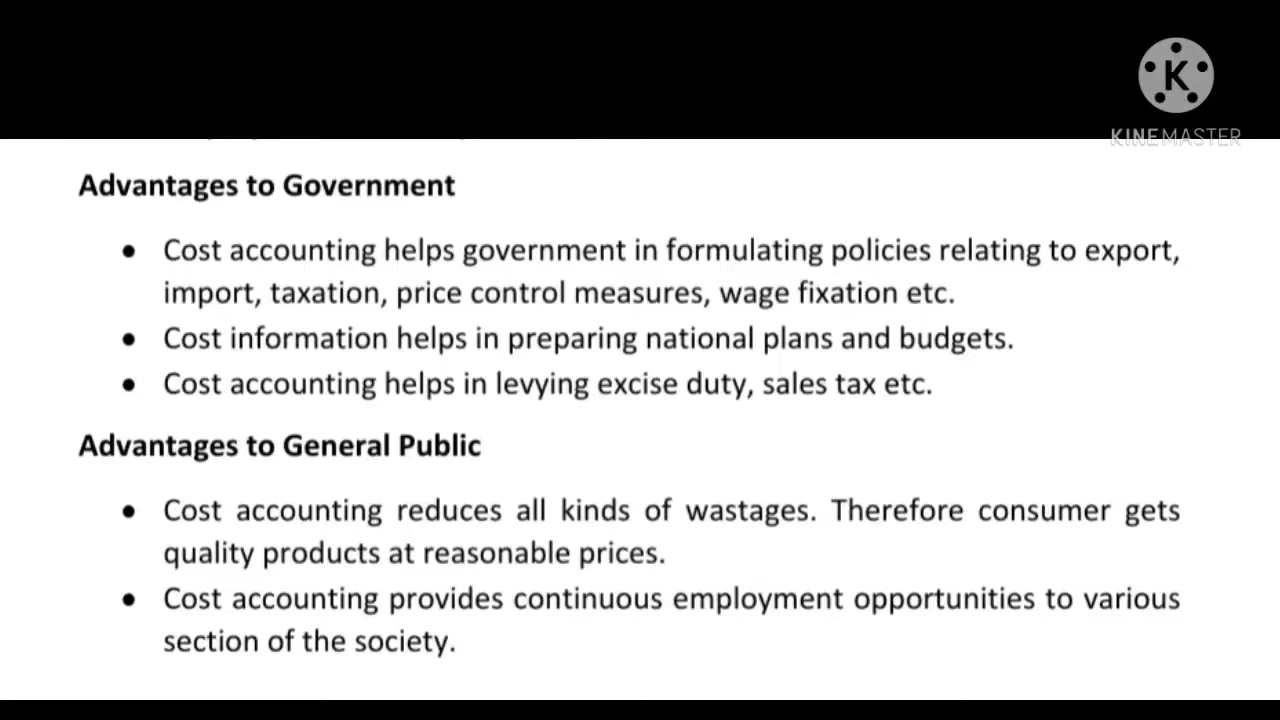 K
KINEMASTER
Advantages to Government
• Cost accounting helps government in formulating policies relating to export,
import, taxation, price control measures, wage fixation etc.
• Cost information helps in preparing national plans and budgets.
• Cost accounting helps in levying excise duty, sales tax etc.
Advantages to General Public
• Cost accounting reduces all kinds of wastages. Therefore consumer gets
quality products at reasonable prices.
• Cost accounting provides continuous employment opportunities to various
section of the society.